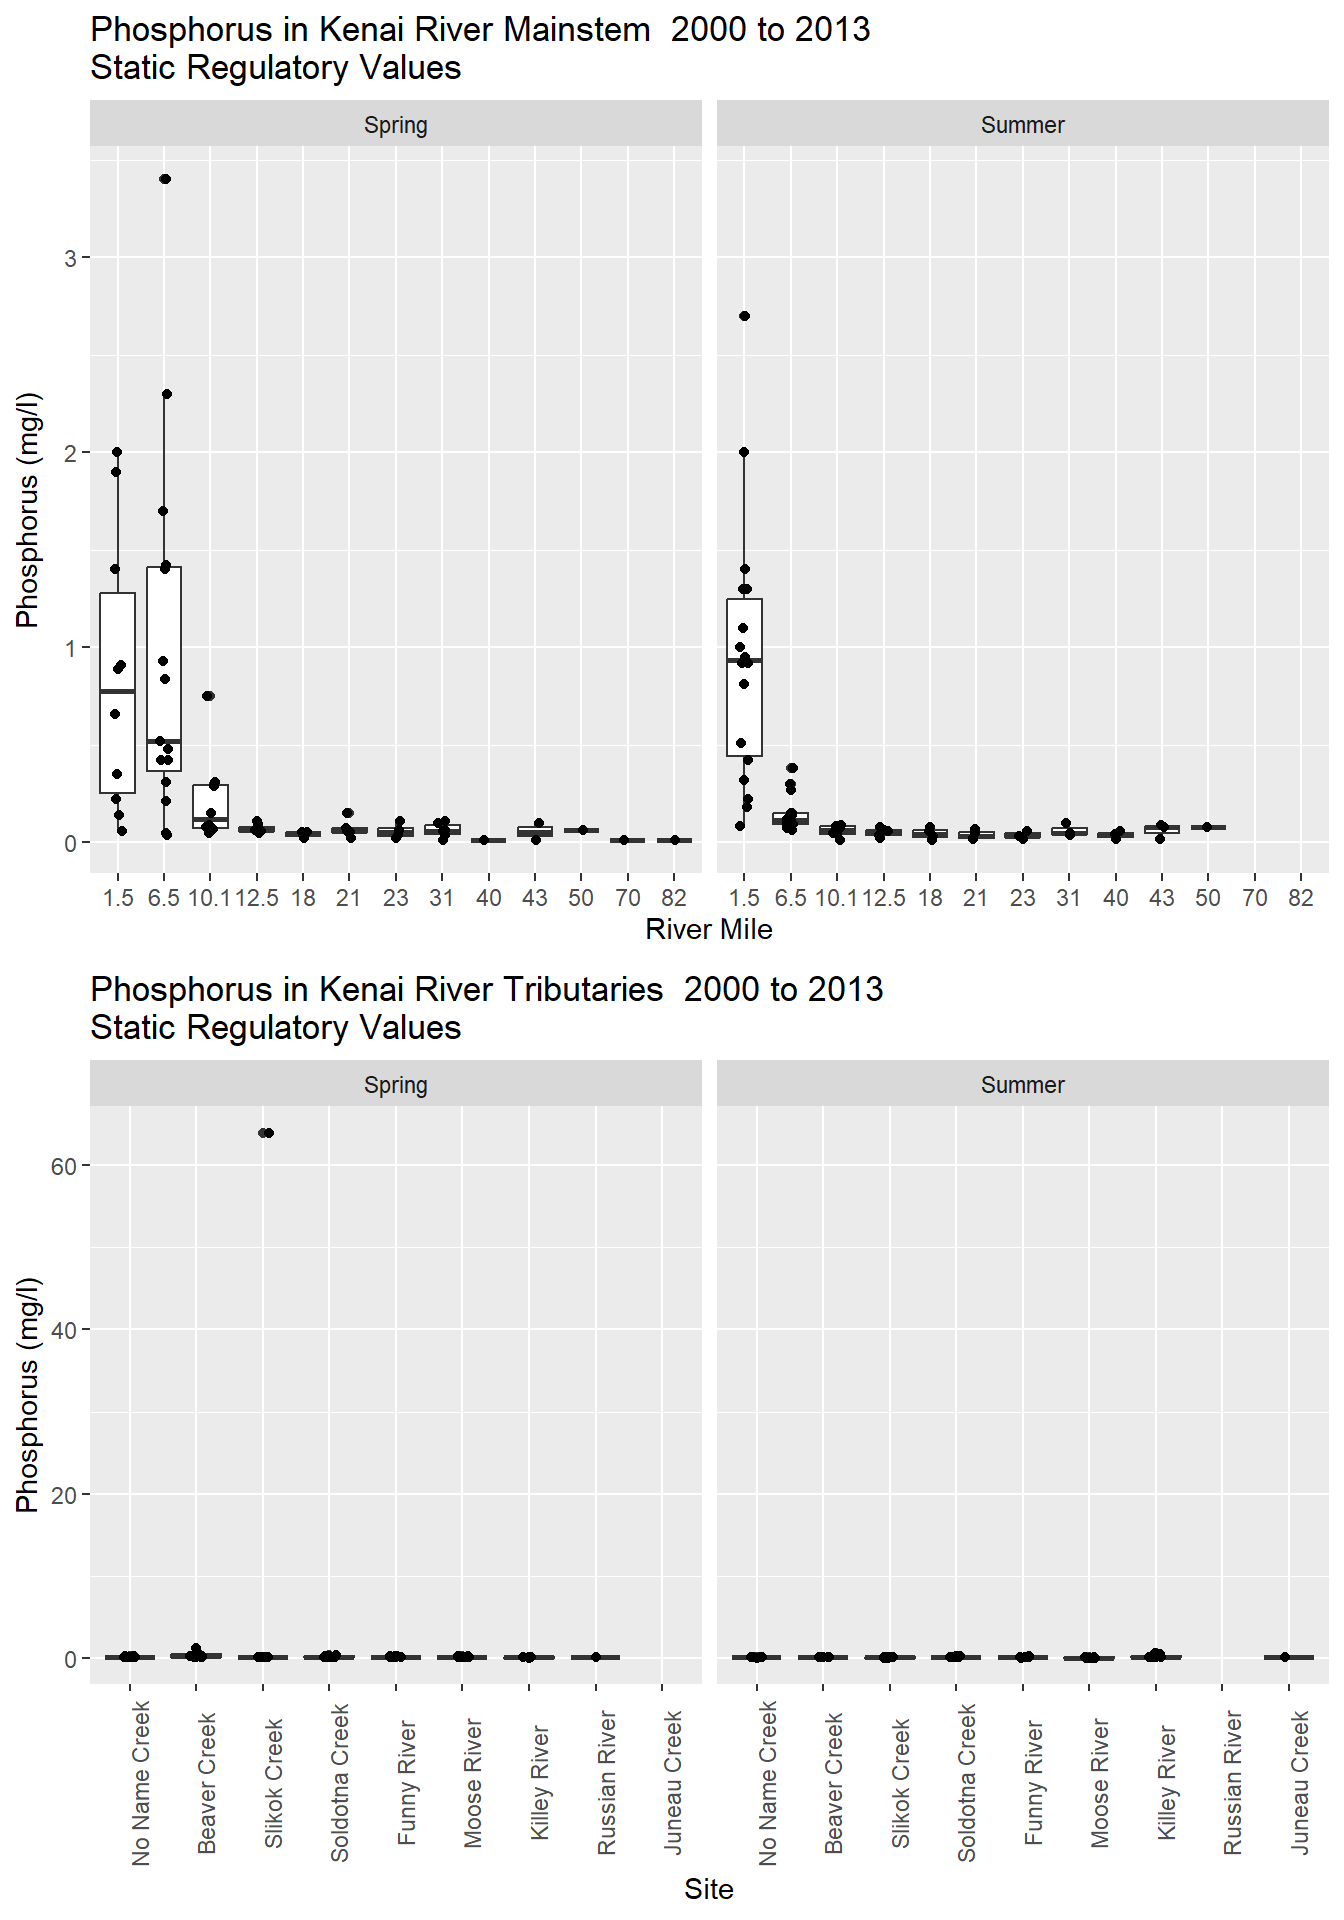 Phosphorus in Kenai River Mainstem  2000 to 2013
Static Regulatory Values
Spring
Summer
Phosphorus (mg/l)
3
2
1
0
1.5 6.5 10.1 12.5 18 21 23 31 40 43 50 70 82
1.5 6.5 10.1 12.5 18 21 23 31 40 43 50 70 82
River Mile
Phosphorus in Kenai River Tributaries  2000 to 2013
Static Regulatory Values
Spring
Summer
Phosphorus (mg/l)
60
40
20
0
No Name Creek
Beaver Creek
Slikok Creek
Soldotna Creek
Funny River
Moose River
Killey River
Russian River
Juneau Creek
No Name Creek
Beaver Creek
Slikok Creek
Soldotna Creek
Funny River
Moose River
Killey River
Russian River
Juneau Creek
Site